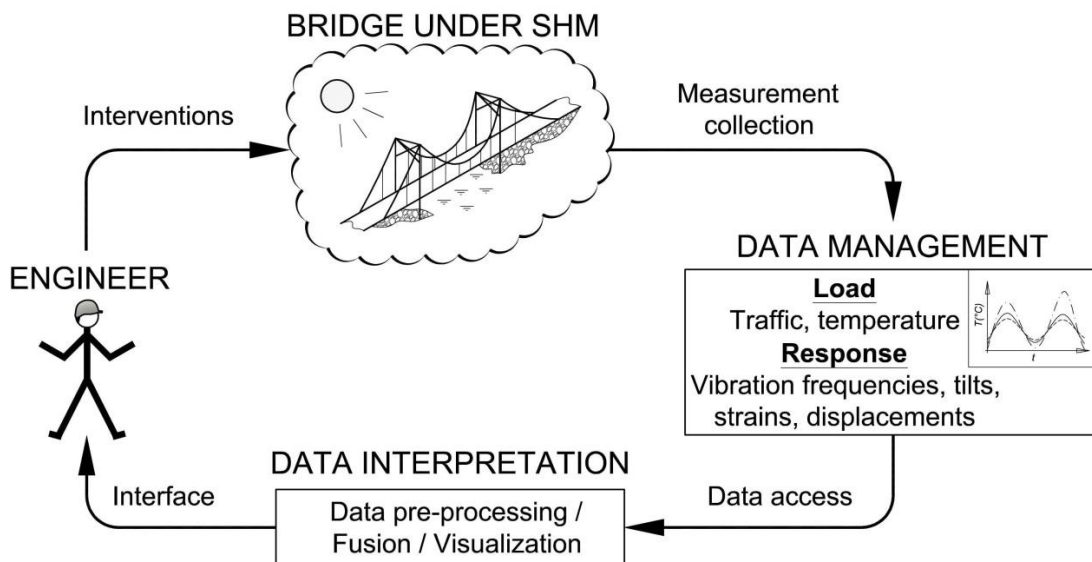 BRIDGE UNDER SHM
Interventions
Measurement
collection
ENGINEER
DATA MANAGEMENT
Load
Traffic, temperature
Response
Vibration frequencies, tilts,
strains, displacements
T(°C)
t
DATA INTERPRETATION
Interface
Data pre-processing /
Fusion / Visualization
Data access